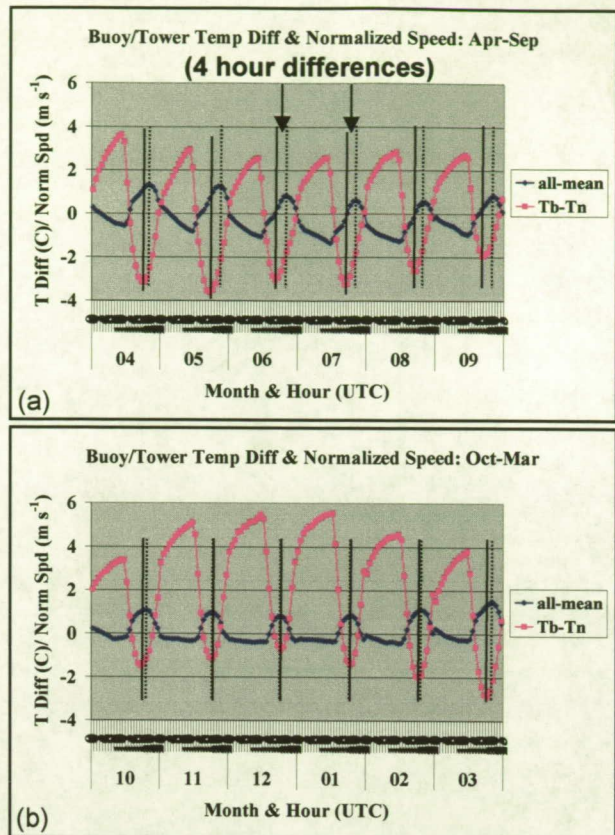 Buoy/Tower Temp Diff & Normalized Speed: Apr-Sep
(4 hour differences)
T Diff (C)/ Norm Spd (m s⁻¹)
6
4
2
0
-2
-4
all-mean
Tb-Tn
04 05 06 07 08 09
Month & Hour (UTC)
(a)
Buoy/Tower Temp Diff & Normalized Speed: Oct-Mar
T Diff (C)/ Norm Spd (m s⁻¹)
6
4
2
0
-2
-4
all-mean
Tb-Tn
10 11 12 01 02 03
Month & Hour (UTC)
(b)